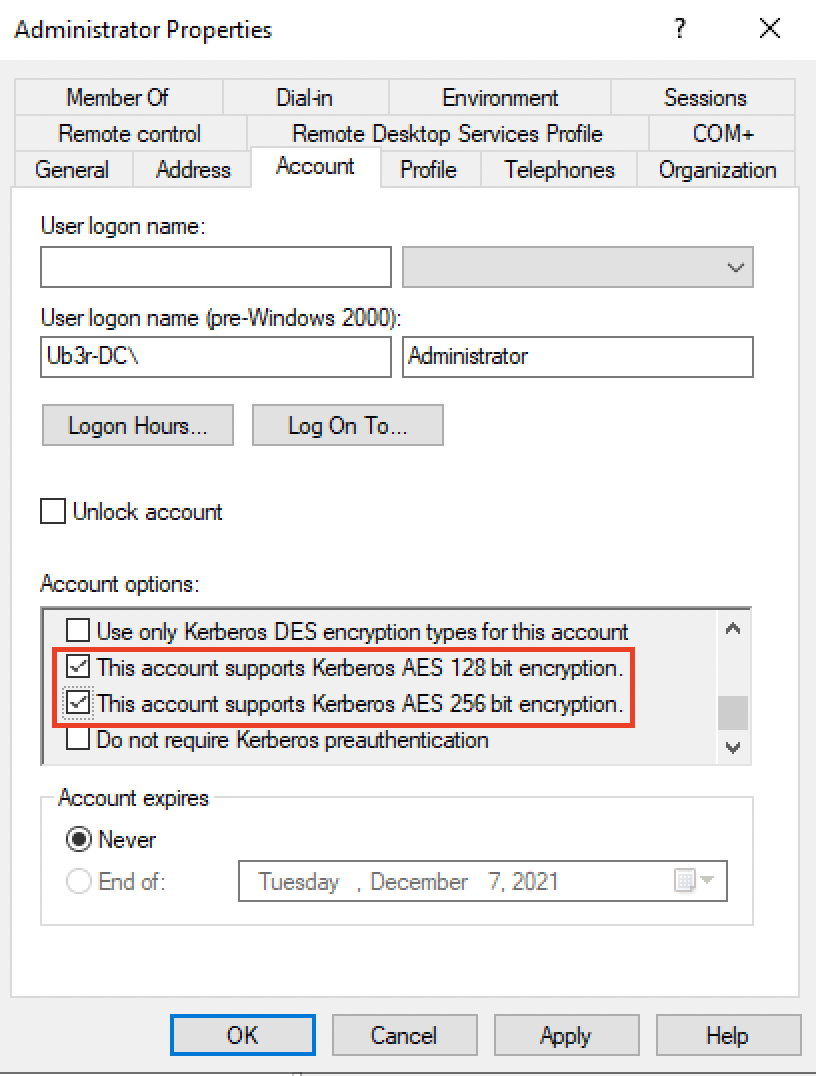 Administrator Properties ? X
Member Of Dial-in Environment Sessions
Remote control Remote Desktop Services Profile COM+
General Address Account Profile Telephones Organization
User logon name:
User logon name (pre-Windows 2000):
Ub3r-DC\ Administrator
Logon Hours... Log On To...
Unlock account
Account options:
Use only Kerberos DES encryption types for this account
This account supports Kerberos AES 128 bit encryption.
This account supports Kerberos AES 256 bit encryption.
Do not require Kerberos preauthentication
Account expires
Never
End of: Tuesday , December 7, 2021
OK Cancel Apply Help